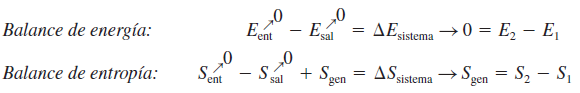 Balance de energía: E_ent↗0 − E_sal↗0 = ΔE_sistema → 0 = E_2 − E_1
Balance de entropía: S_ent↗0 − S_sal↗0 + S_gen = ΔS_sistema → S_gen = S_2 − S_1